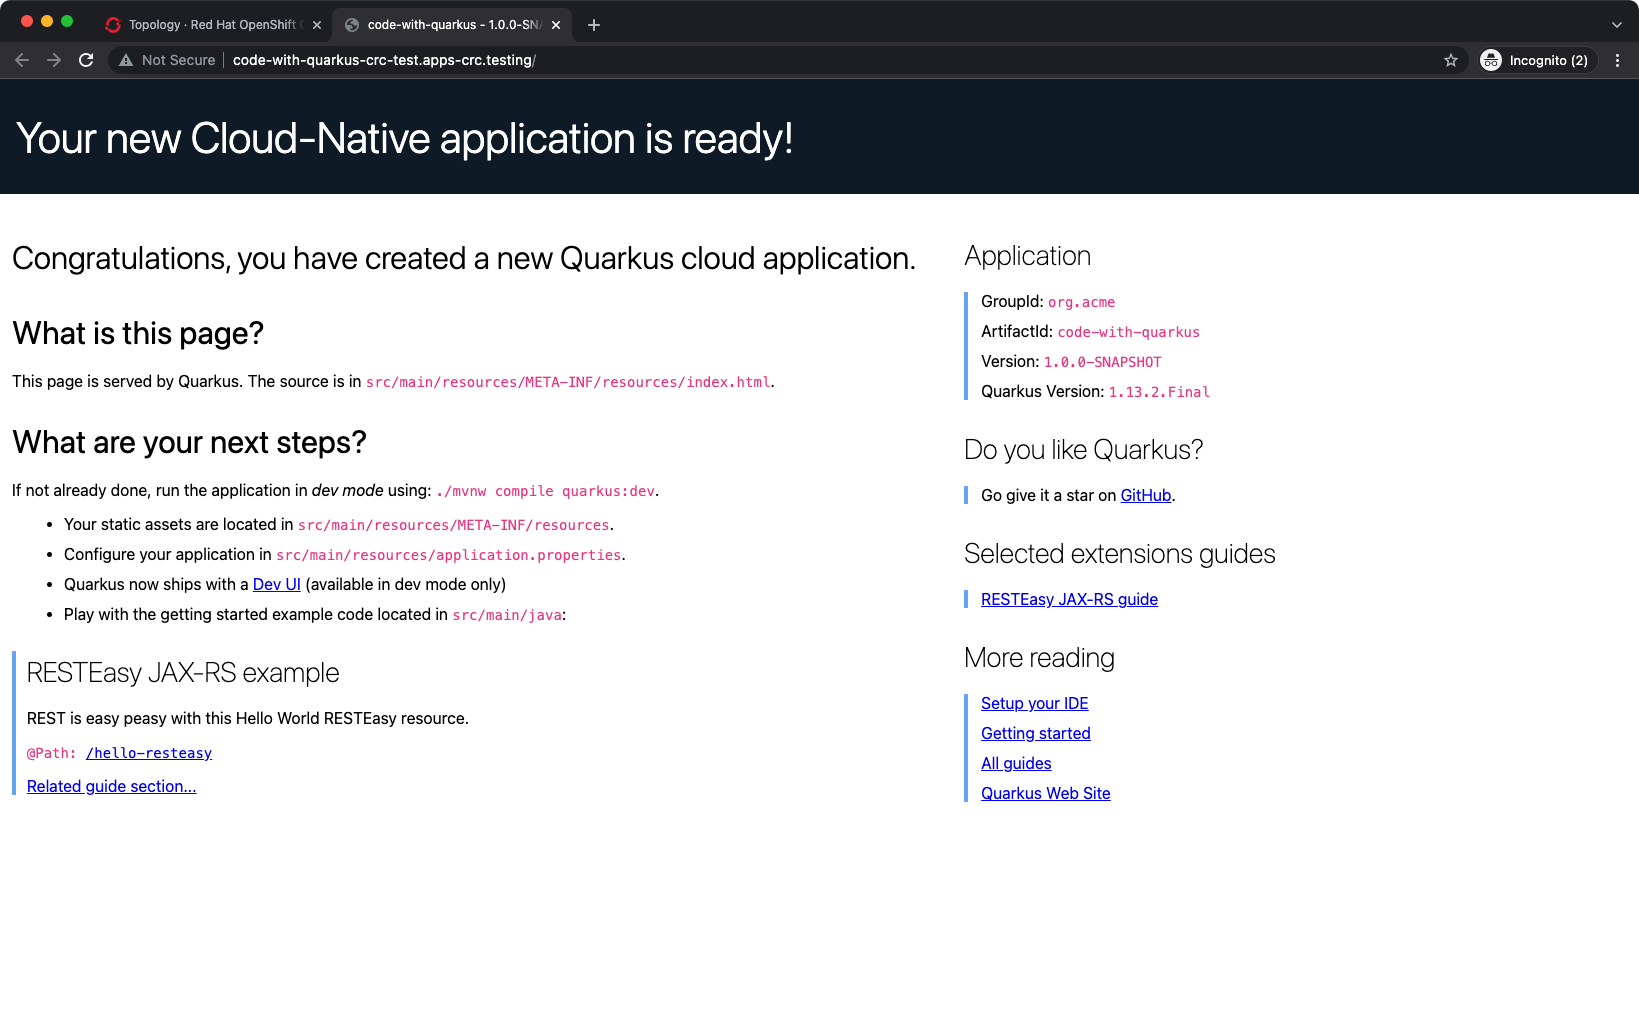 Topology · Red Hat OpenShift
code-with-quarkus - 1.0.0-SNA
Not Secure
code-with-quarkus-crc-test.apps-crc.testing/
Incognito (2)
Your new Cloud-Native application is ready!
Congratulations, you have created a new Quarkus cloud application.
What is this page?
This page is served by Quarkus. The source is in src/main/resources/META-INF/resources/index.html.
What are your next steps?
If not already done, run the application in dev mode using: ./mvnw compile quarkus:dev.
• Your static assets are located in src/main/resources/META-INF/resources.
• Configure your application in src/main/resources/application.properties.
• Quarkus now ships with a Dev UI (available in dev mode only)
• Play with the getting started example code located in src/main/java:
RESTEasy JAX-RS example
REST is easy peasy with this Hello World RESTEasy resource.
@Path: /hello-resteasy
Related guide section...
Application
GroupId: org.acme
ArtifactId: code-with-quarkus
Version: 1.0.0-SNAPSHOT
Quarkus Version: 1.13.2.Final
Do you like Quarkus?
Go give it a star on GitHub.
Selected extensions guides
RESTEasy JAX-RS guide
More reading
Setup your IDE
Getting started
All guides
Quarkus Web Site